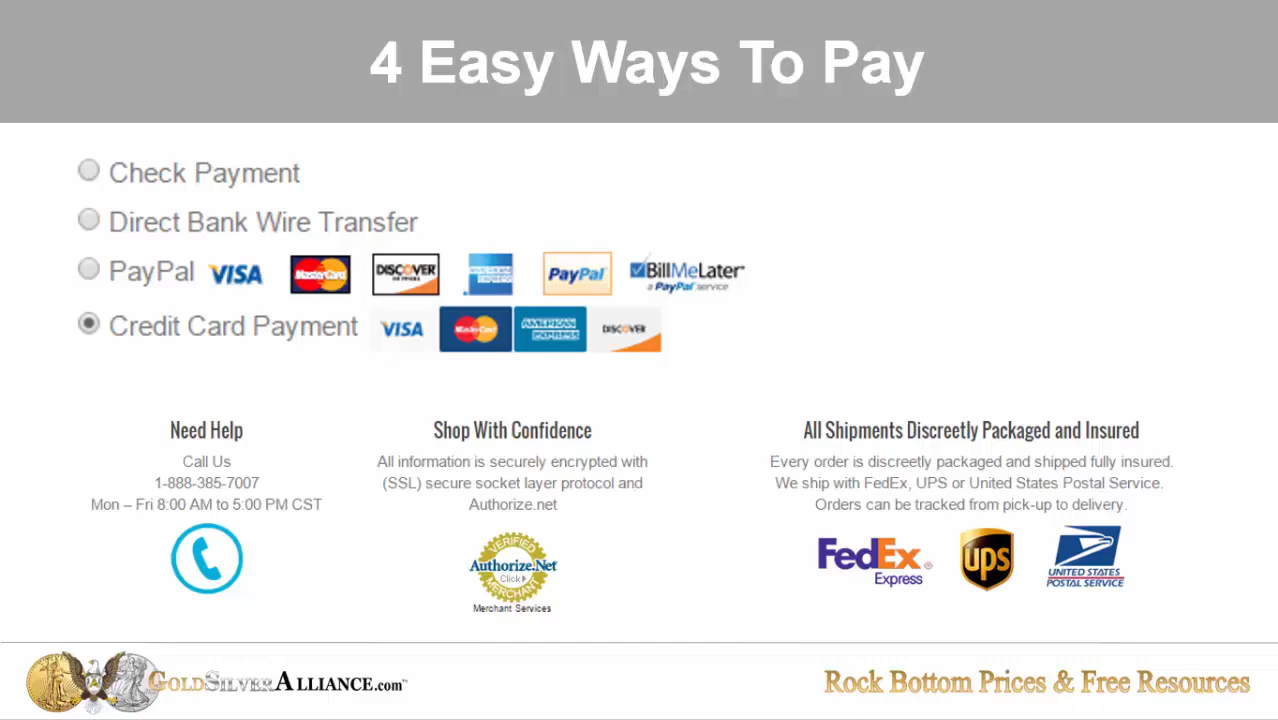 4 Easy Ways To Pay
Check Payment
Direct Bank Wire Transfer
PayPal VISA MasterCard DISCOVER NETWORK AMERICAN EXPRESS PayPal BillMeLater
a PayPal service
Credit Card Payment VISA MasterCard AMERICAN EXPRESS DISCOVER
Need Help
Call Us
1-888-385-7007
Mon – Fri 8:00 AM to 5:00 PM CST
Shop With Confidence
All information is securely encrypted with
(SSL) secure socket layer protocol and
Authorize.net
VERIFIED
Authorize.Net
Click
MERCHANT
Merchant Services
All Shipments Discreetly Packaged and Insured
Every order is discreetly packaged and shipped fully insured.
We ship with FedEx, UPS or United States Postal Service.
Orders can be tracked from pick-up to delivery.
FedEx®
Express
ups
UNITED STATES
POSTAL SERVICE
GOLDSILVERALLIANCE.com™
Rock Bottom Prices & Free Resources